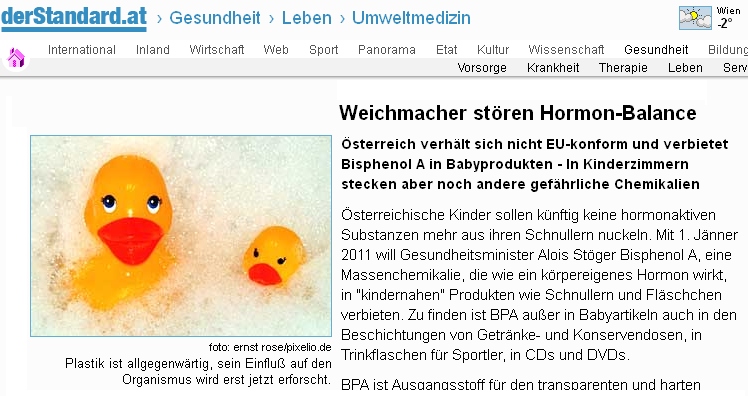 derStandard.at › Gesundheit › Leben › Umweltmedizin
Wien
-2°
International Inland Wirtschaft Web Sport Panorama Etat Kultur Wissenschaft Gesundheit Bildung
Vorsorge Krankheit Therapie Leben Serv
Weichmacher stören Hormon-Balance
Österreich verhält sich nicht EU-konform und verbietet
Bisphenol A in Babyprodukten - In Kinderzimmern
stecken aber noch andere gefährliche Chemikalien
Österreichische Kinder sollen künftig keine hormonaktiven
Substanzen mehr aus ihren Schnullern nuckeln. Mit 1. Jänner
2011 will Gesundheitsminister Alois Stöger Bisphenol A, eine
Massenchemikalie, die wie ein körpereigenes Hormon wirkt,
in "kindernahen" Produkten wie Schnullern und Fläschchen
verbieten. Zu finden ist BPA außer in Babyartikeln auch in den
Beschichtungen von Getränke- und Konservendosen, in
Trinkflaschen für Sportler, in CDs und DVDs.
BPA ist Ausgangsstoff für den transparenten und harten
foto: ernst rose/pixelio.de
Plastik ist allgegenwärtig, sein Einfluß auf den
Organismus wird erst jetzt erforscht.